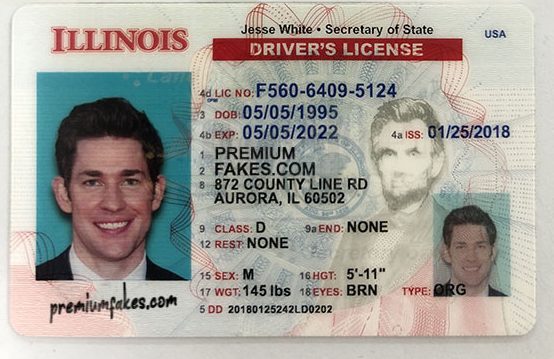 Jesse White • Secretary of State
USA
ILLINOIS
DRIVER'S LICENSE
4d LIC NO: F560-6409-5124
3 DOB: 05/05/1995
4b EXP: 05/05/2022
4a ISS: 01/25/2018
1 PREMIUM
2 FAKES.COM
8 872 COUNTY LINE RD
AURORA, IL 60502
9 CLASS: D 9a END: NONE
12 REST: NONE
15 SEX: M 16 HGT: 5'-11"
17 WGT: 145 lbs 18 EYES: BRN TYPE: ORG
5 DD 20180125242LD0202
premiumfakes.com